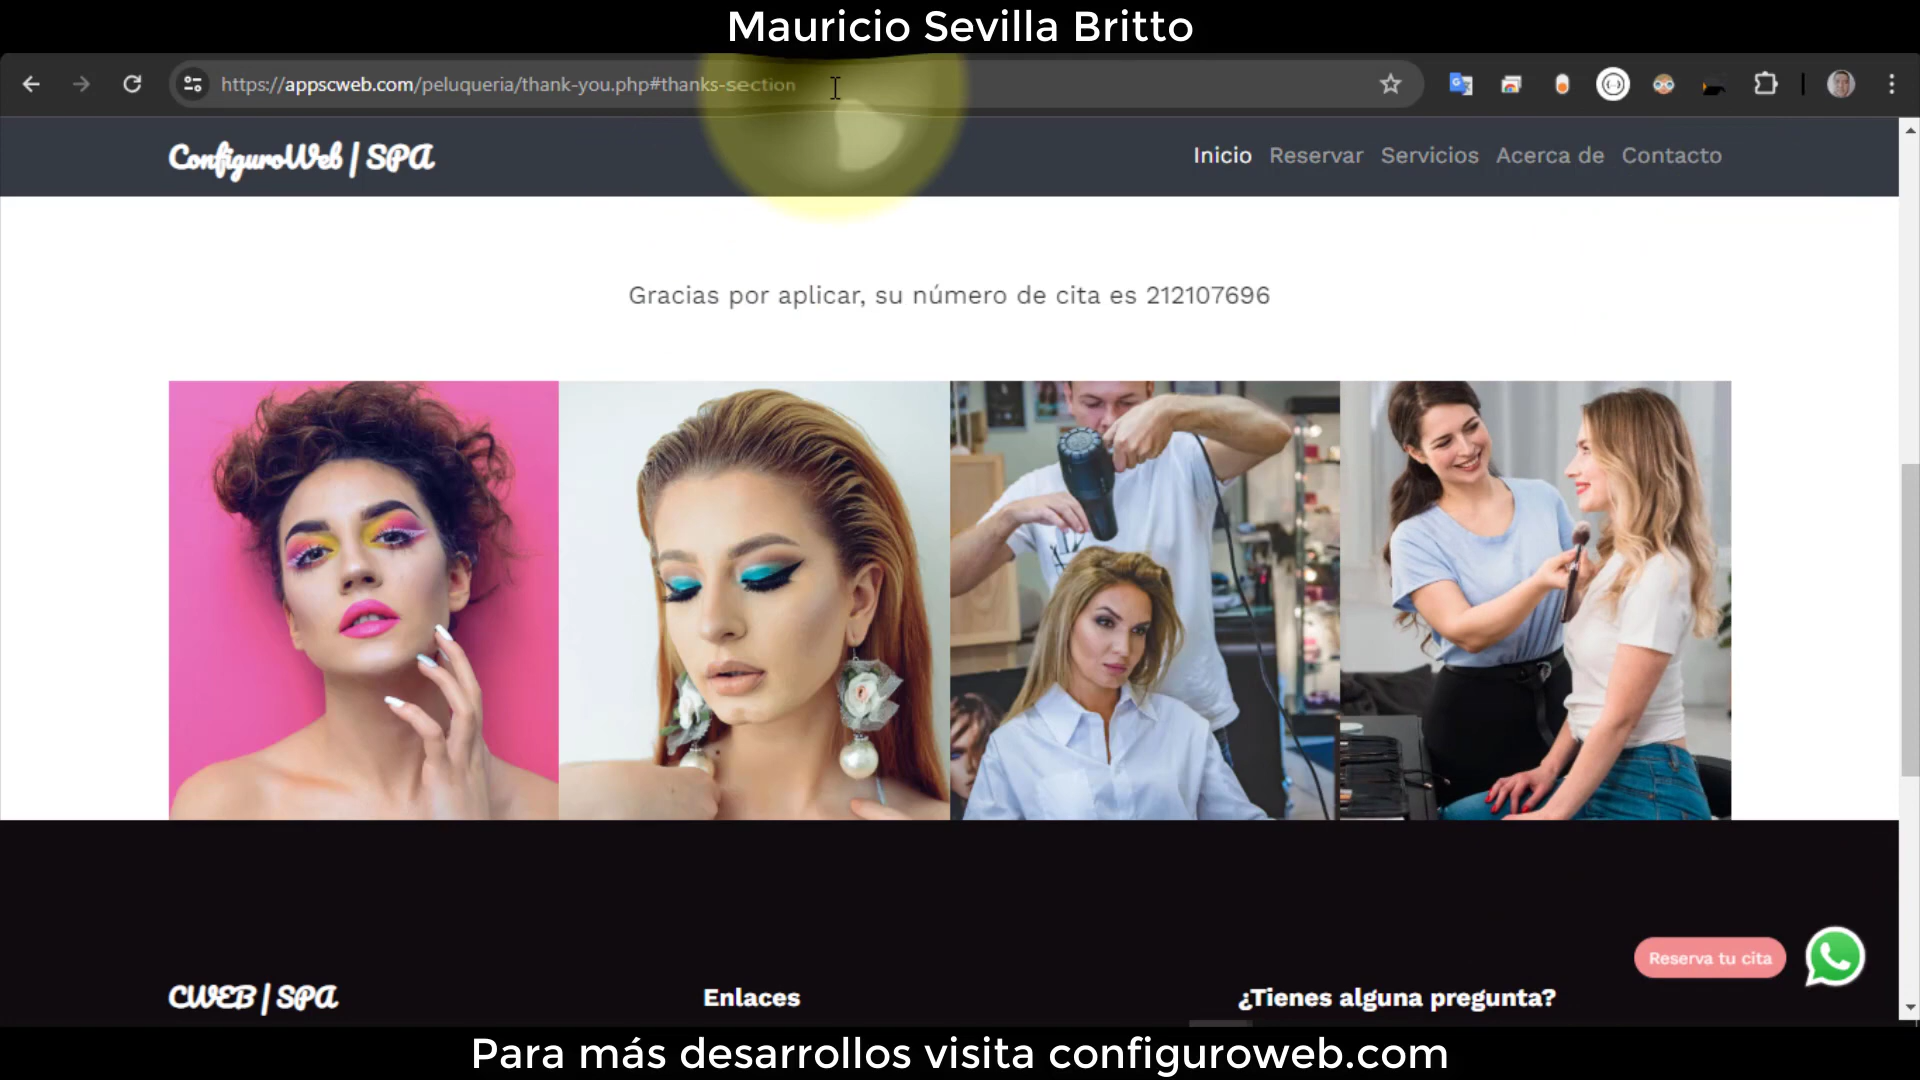 Mauricio Sevilla Britto
https://appscweb.com/peluqueria/thank-you.php#thanks-section
ConfiguroWeb | SPA
Inicio Reservar Servicios Acerca de Contacto
Gracias por aplicar, su número de cita es 212107696
Reserva tu cita
CWEB | SPA
Enlaces
¿Tienes alguna pregunta?
Para más desarrollos visita configuroweb.com